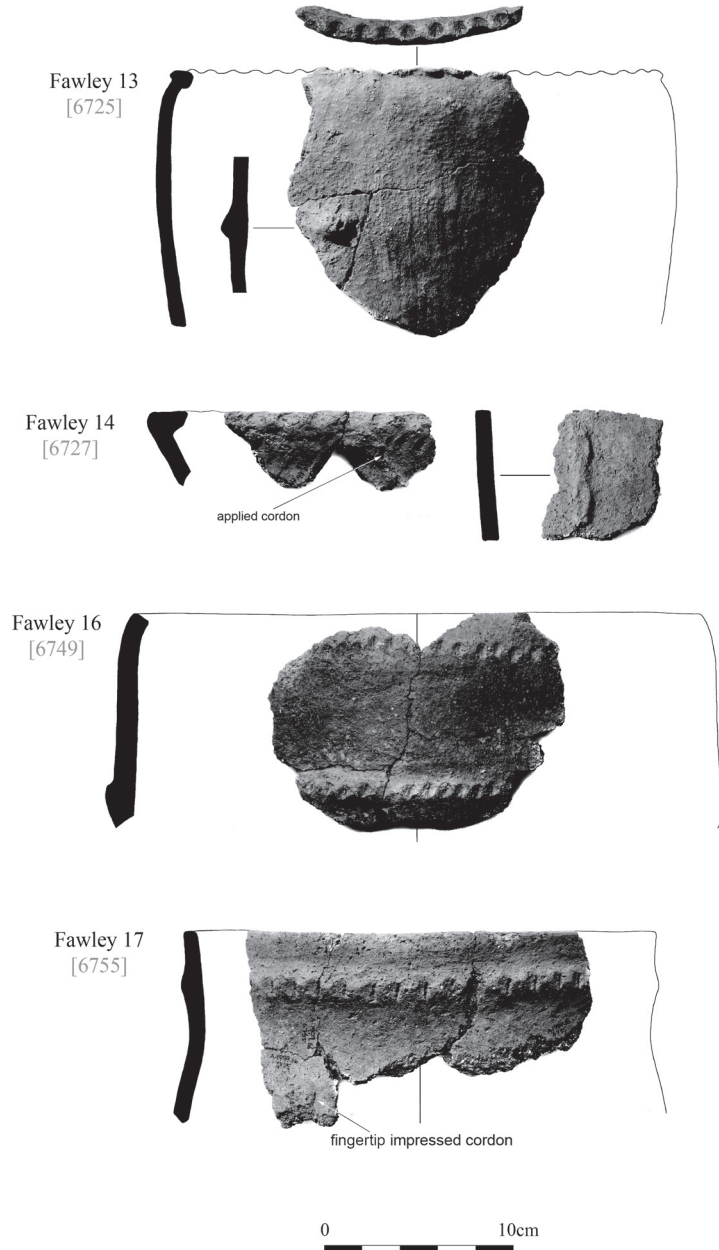 Fawley 13
[6725]
Fawley 14
[6727]
applied cordon
Fawley 16
[6749]
Fawley 17
[6755]
fingertip impressed cordon
0 10cm